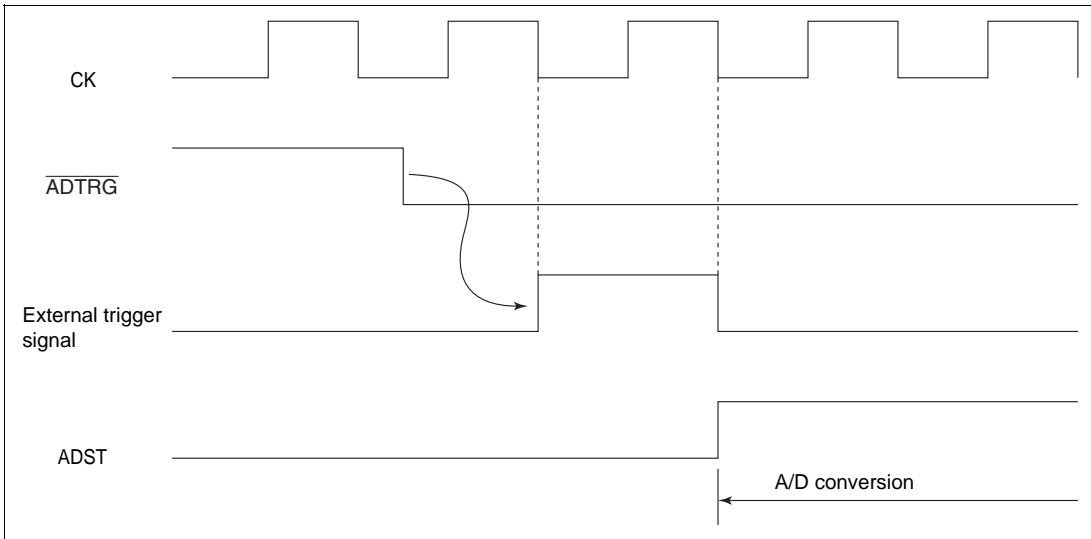 CK
ADTRG
External trigger
signal
ADST
A/D conversion